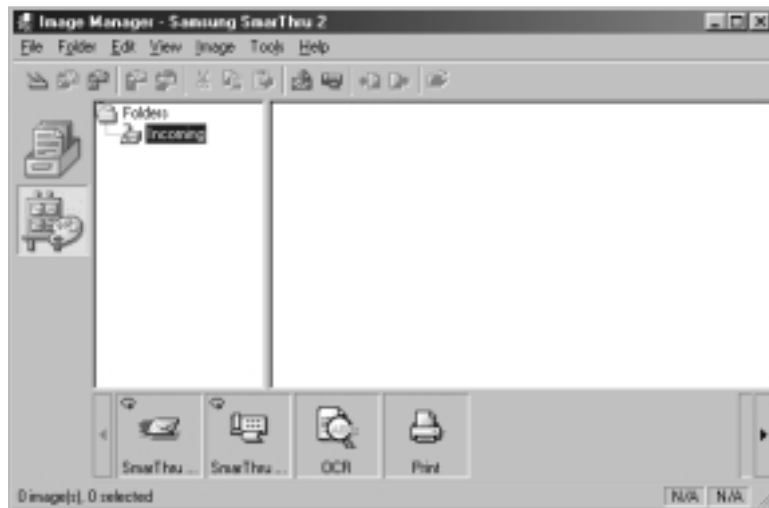 Image Manager - Samsung SmarThru 2
File Folder Edit View Image Tools Help
Folders
Incoming
SmarThru ... SmarThru ... OCR Print
0 image(s), 0 selected N/A N/A